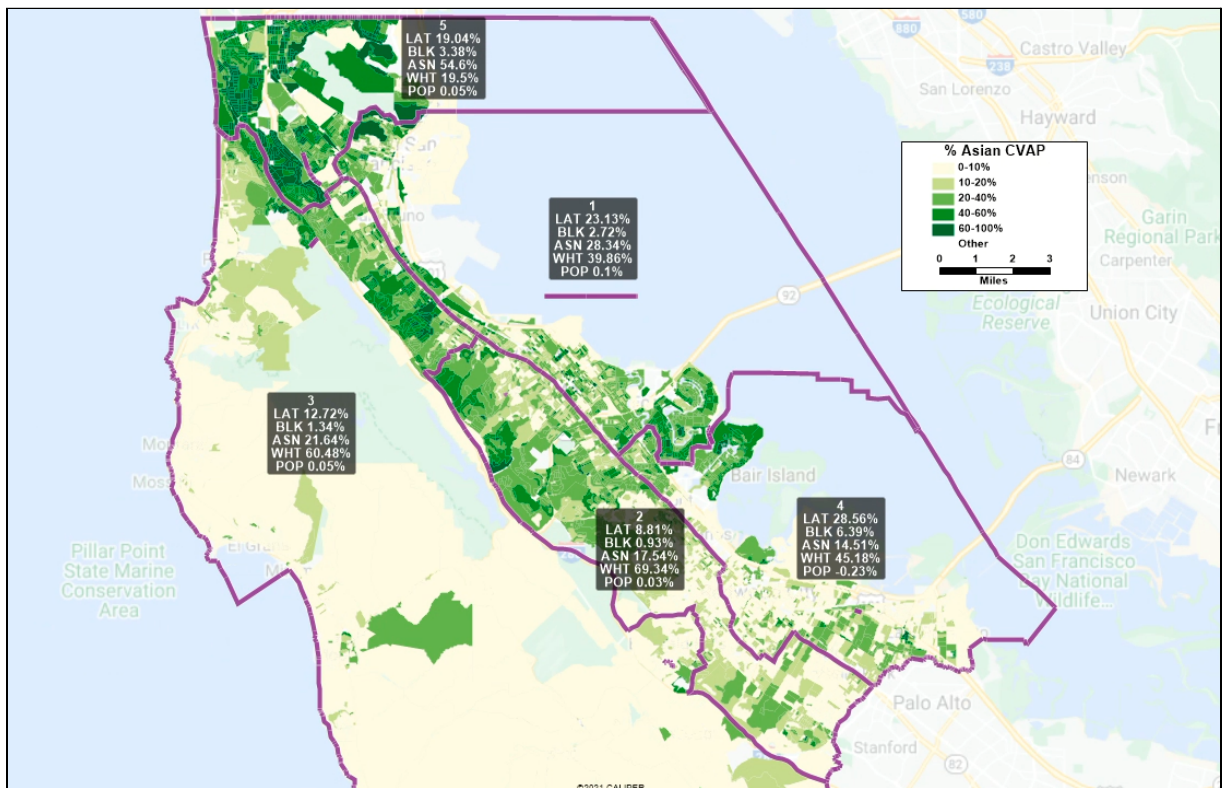 5
LAT 19.04%
BLK 3.38%
ASN 54.6%
WHT 19.5%
POP 0.05%
880
580
Castro Valley
238
San Lorenzo
Hayward
% Asian CVAP
0-10%
10-20%
20-40%
40-60%
60-100%
Other
0 1 2 3
Miles
Garin
Regional Park
Carpenter
Ecological
Reserve
Union City
92
1
LAT 23.13%
BLK 2.72%
ASN 28.34%
WHT 39.86%
POP 0.1%
3
LAT 12.72%
BLK 1.34%
ASN 21.64%
WHT 60.48%
POP 0.05%
84
Newark
Bair Island
4
LAT 28.56%
BLK 6.39%
ASN 14.51%
WHT 45.18%
POP -0.23%
2
LAT 8.81%
BLK 0.93%
ASN 17.54%
WHT 69.34%
POP 0.03%
Pillar Point
State Marine
Conservation
Area
Don Edwards
San Francisco
Bay National
Wildlife...
Palo Alto
Stanford
82
©2021 CALIPER